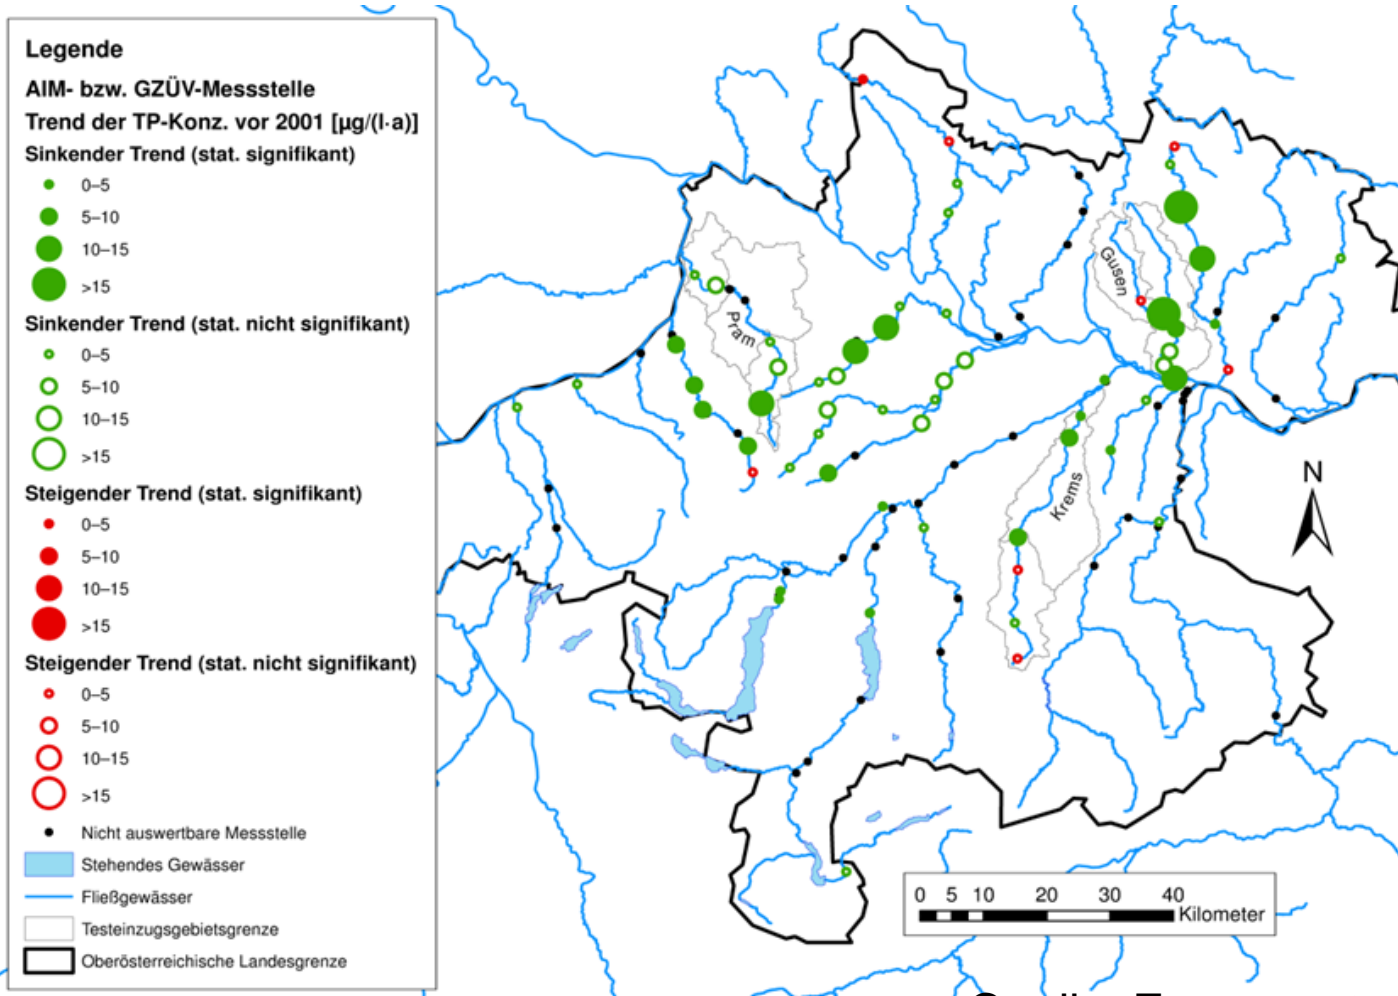 Legende
AIM- bzw. GZÜV-Messstelle
Trend der TP-Konz. vor 2001 [µg/(l·a)]
Sinkender Trend (stat. signifikant)
0–5
5–10
10–15
>15
Sinkender Trend (stat. nicht signifikant)
0–5
5–10
10–15
>15
Steigender Trend (stat. signifikant)
0–5
5–10
10–15
>15
Steigender Trend (stat. nicht signifikant)
0–5
5–10
10–15
>15
Nicht auswertbare Messstelle
Stehendes Gewässer
Fließgewässer
Testeinzugsgebietsgrenze
Oberösterreichische Landesgrenze
Gusen
Pram
Krems
N
0 5 10 20 30 40
Kilometer